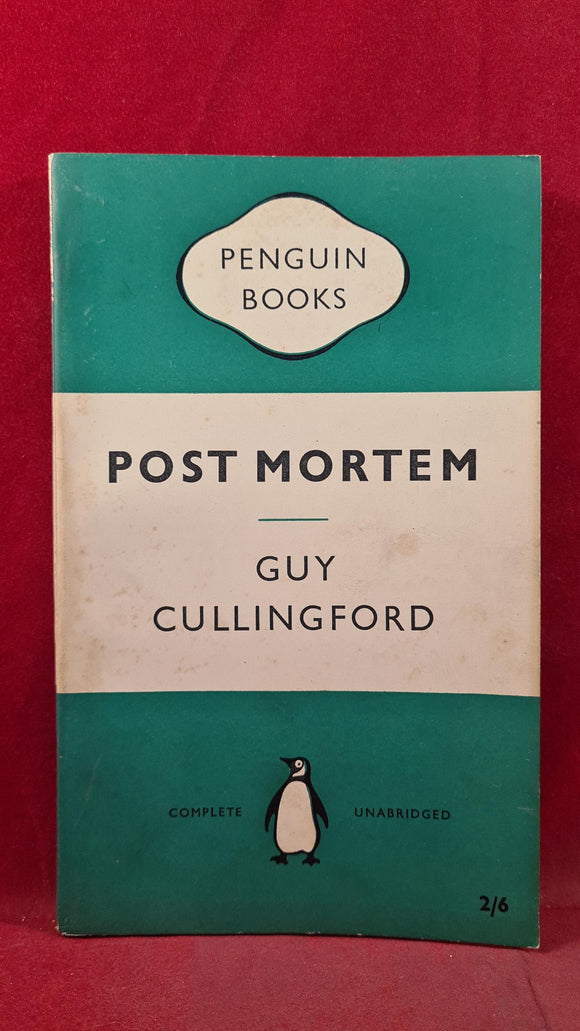 PENGUIN
BOOKS
POST MORTEM
GUY
CULLINGFORD
COMPLETE UNABRIDGED
2/6